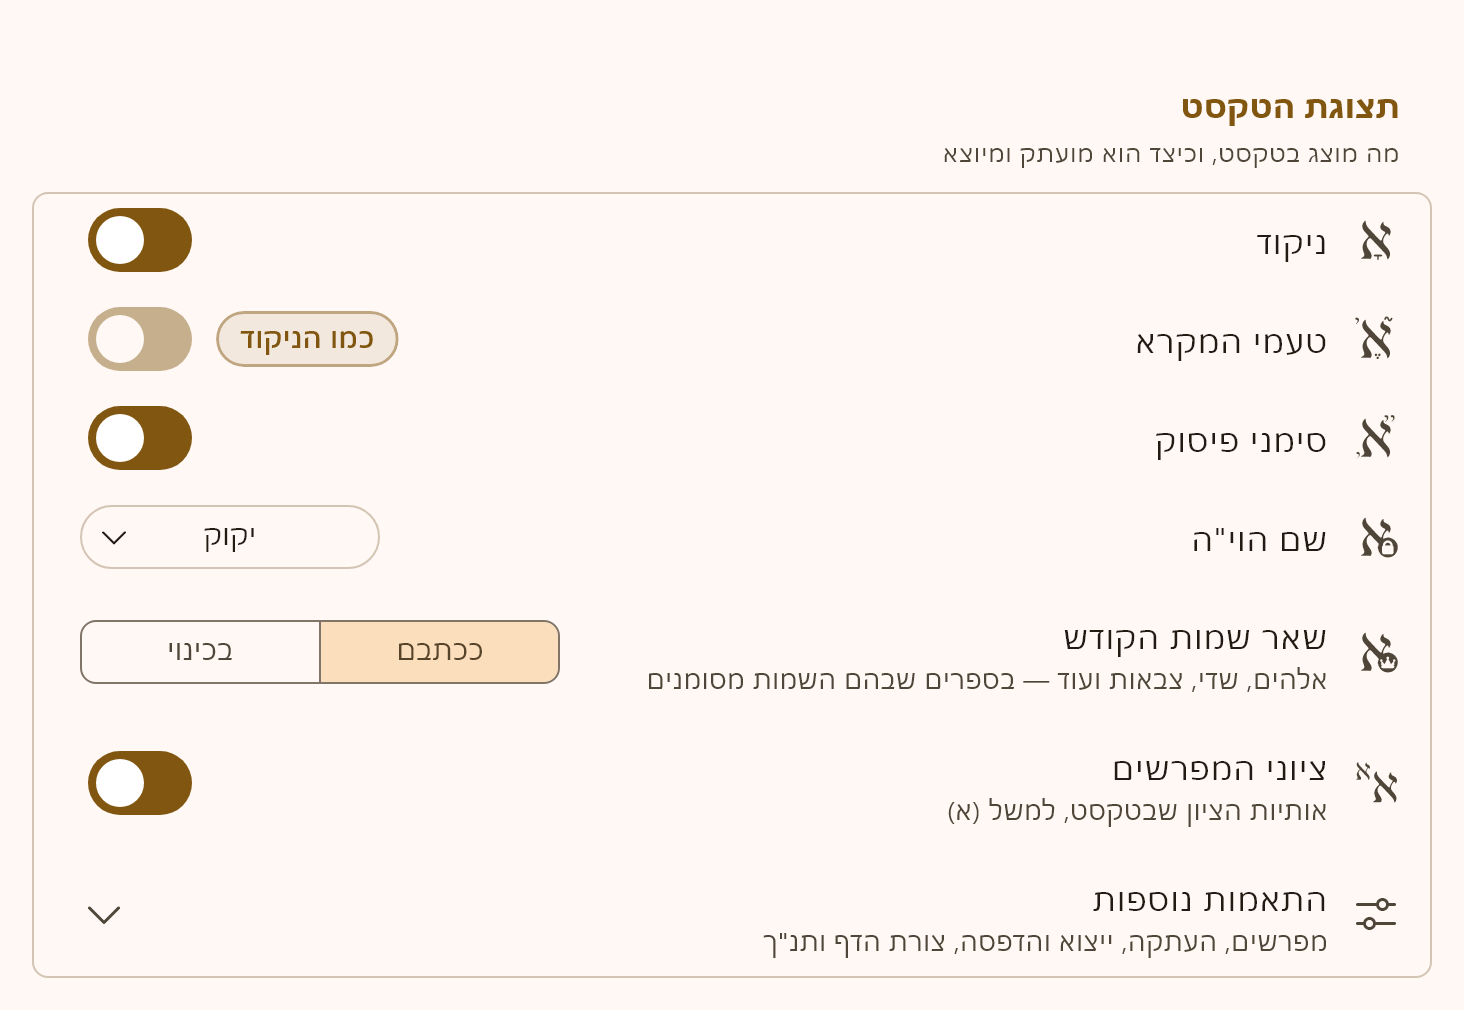 תצוגת הטקסט
מה מוצג בטקסט, וכיצד הוא מועתק ומיוצא
ניקוד
טעמי המקרא
כמו הניקוד
סימני פיסוק
שם הוי"ה
יקוק
שאר שמות הקודש
אלהים, שדי, צבאות ועוד — בספרים שבהם השמות מסומנים
ככתבם
בכינוי
ציוני המפרשים
אותיות הציון שבטקסט, למשל (א)
התאמות נוספות
מפרשים, העתקה, ייצוא והדפסה, צורת הדף ותנ"ך